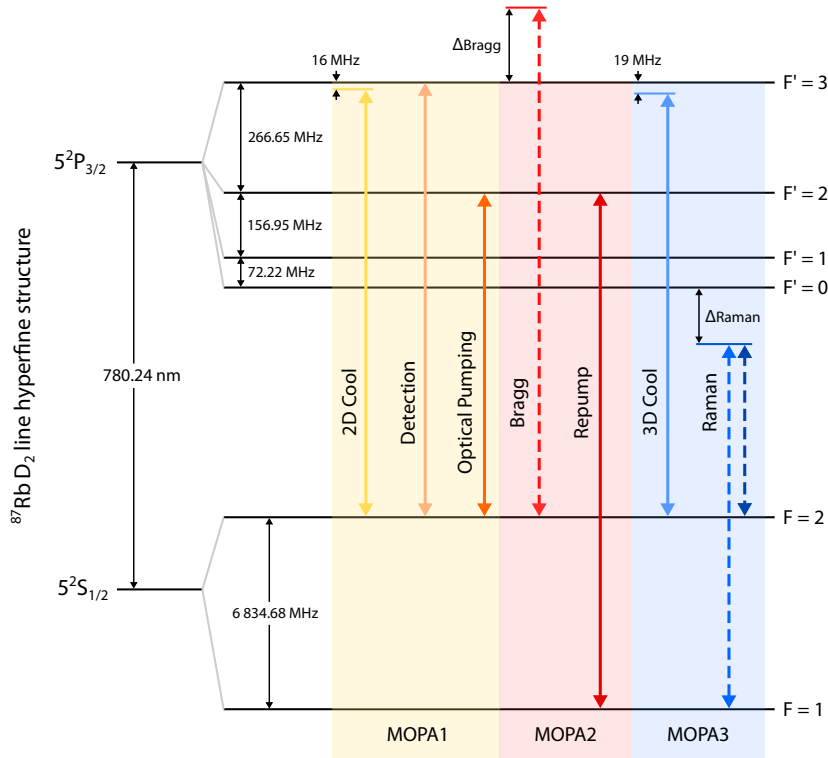 ΔBragg
16 MHz
19 MHz
F' = 3
266.65 MHz
5²P₃/₂
F' = 2
156.95 MHz
F' = 1
72.22 MHz
F' = 0
ΔRaman
⁸⁷Rb D₂ line hyperfine structure
780.24 nm
2D Cool
Detection
Optical Pumping
Bragg
Repump
3D Cool
Raman
F = 2
5²S₁/₂
6 834.68 MHz
F = 1
MOPA1
MOPA2
MOPA3